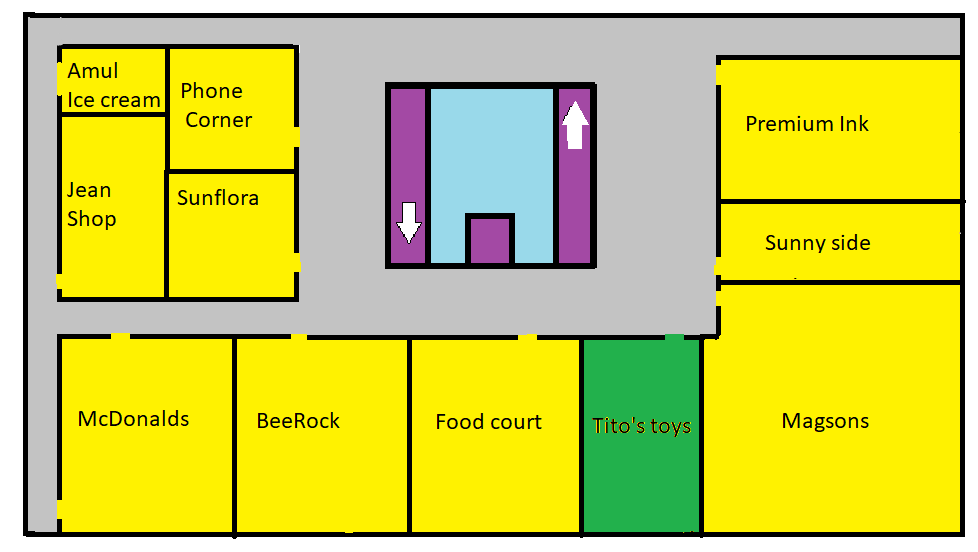 Amul
Ice cream
Phone
Corner
Jean
Shop
Sunflora
Premium Ink
Sunny side
McDonalds
BeeRock
Food court
Tito's toys
Magsons